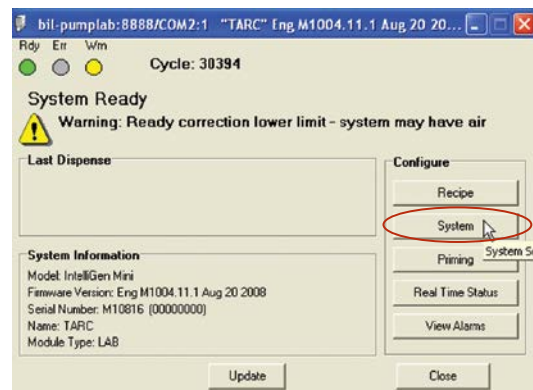 bil-pumplab:8888/COM2:1 "TARC" Eng M1004.11.1 Aug 20 20...
Rdy Err Wrn
Cycle: 30394
System Ready
Warning: Ready correction lower limit - system may have air
Last Dispense
Configure
Recipe
System
System Se
Priming
System Information
Model: IntelliGen Mini
Firmware Version: Eng M1004.11.1 Aug 20 2008
Serial Number: M10816 (00000000)
Name: TARC
Module Type: LAB
Real Time Status
View Alarms
Update
Close